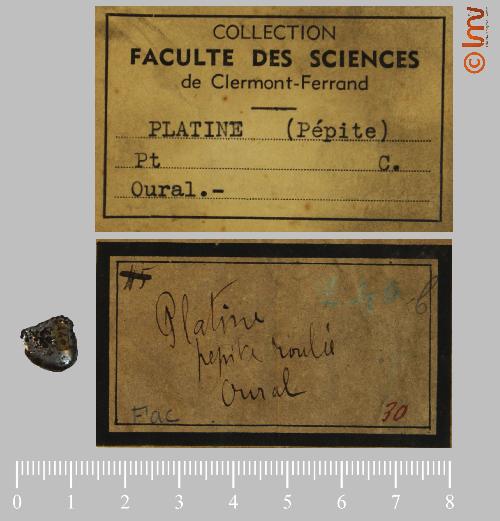 COLLECTION
FACULTE DES SCIENCES
de Clermont-Ferrand
PLATINE (Pépite)
Pt C.
Oural.-
© lmv
Platine
pepite roulée
Oural
Fac 30
0 1 2 3 4 5 6 7 8